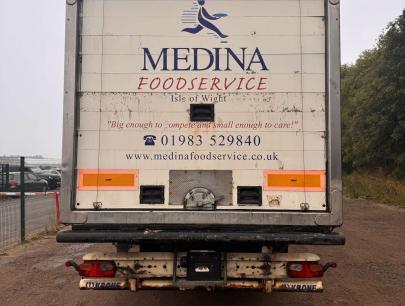 MEDINA
FOODSERVICE
Isle of Wight
"Big enough to compete and small enough to care!"
☎ 01983 529840
www.medinafoodservice.co.uk
KRONE KRONE